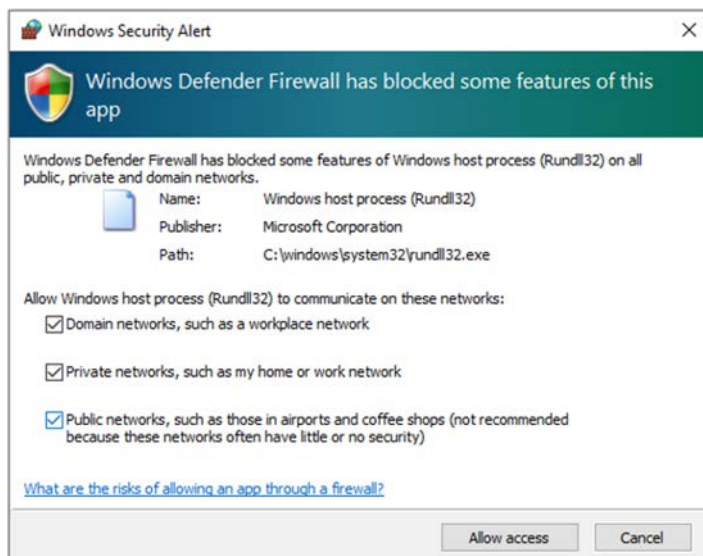 Windows Security Alert
Windows Defender Firewall has blocked some features of this
app
Windows Defender Firewall has blocked some features of Windows host process (Rundll32) on all
public, private and domain networks.
Name: Windows host process (Rundll32)
Publisher: Microsoft Corporation
Path: C:\windows\system32\rundll32.exe
Allow Windows host process (Rundll32) to communicate on these networks:
Domain networks, such as a workplace network
Private networks, such as my home or work network
Public networks, such as those in airports and coffee shops (not recommended
because these networks often have little or no security)
What are the risks of allowing an app through a firewall?
Allow access Cancel